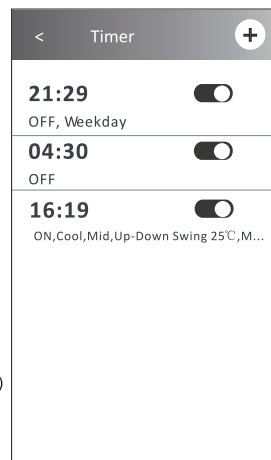 < Timer +
21:29
OFF, Weekday
04:30
OFF
16:19
ON,Cool,Mid,Up-Down Swing 25℃,M...
)